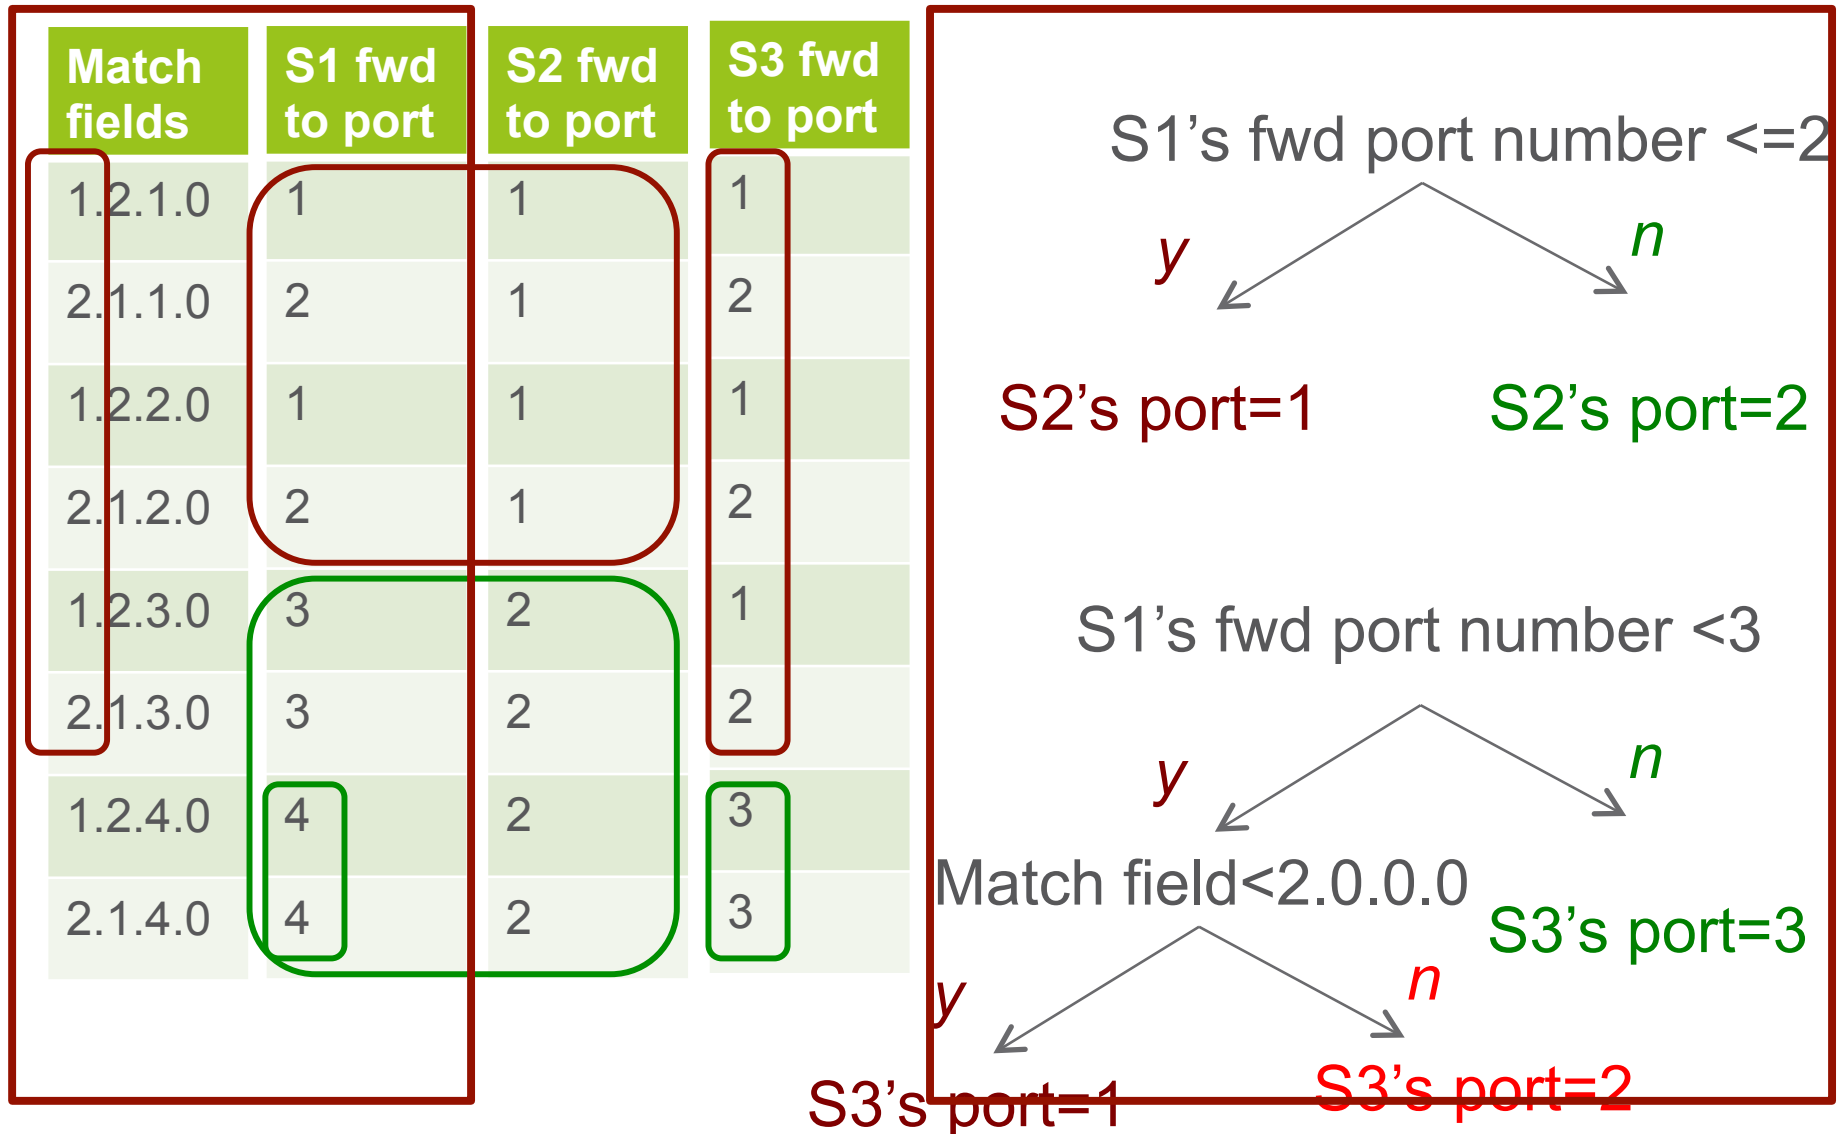 Match fields S1 fwd to port S2 fwd to port S3 fwd to port
1.2.1.0 1 1 1
2.1.1.0 2 1 2
1.2.2.0 1 1 1
2.1.2.0 2 1 2
1.2.3.0 3 2 1
2.1.3.0 3 2 2
1.2.4.0 4 2 3
2.1.4.0 4 2 3
S1’s fwd port number <=2
y n
S2’s port=1 S2’s port=2
S1’s fwd port number <3
y n
Match field<2.0.0.0 S3’s port=3
y n
S3’s port=1 S3’s port=2